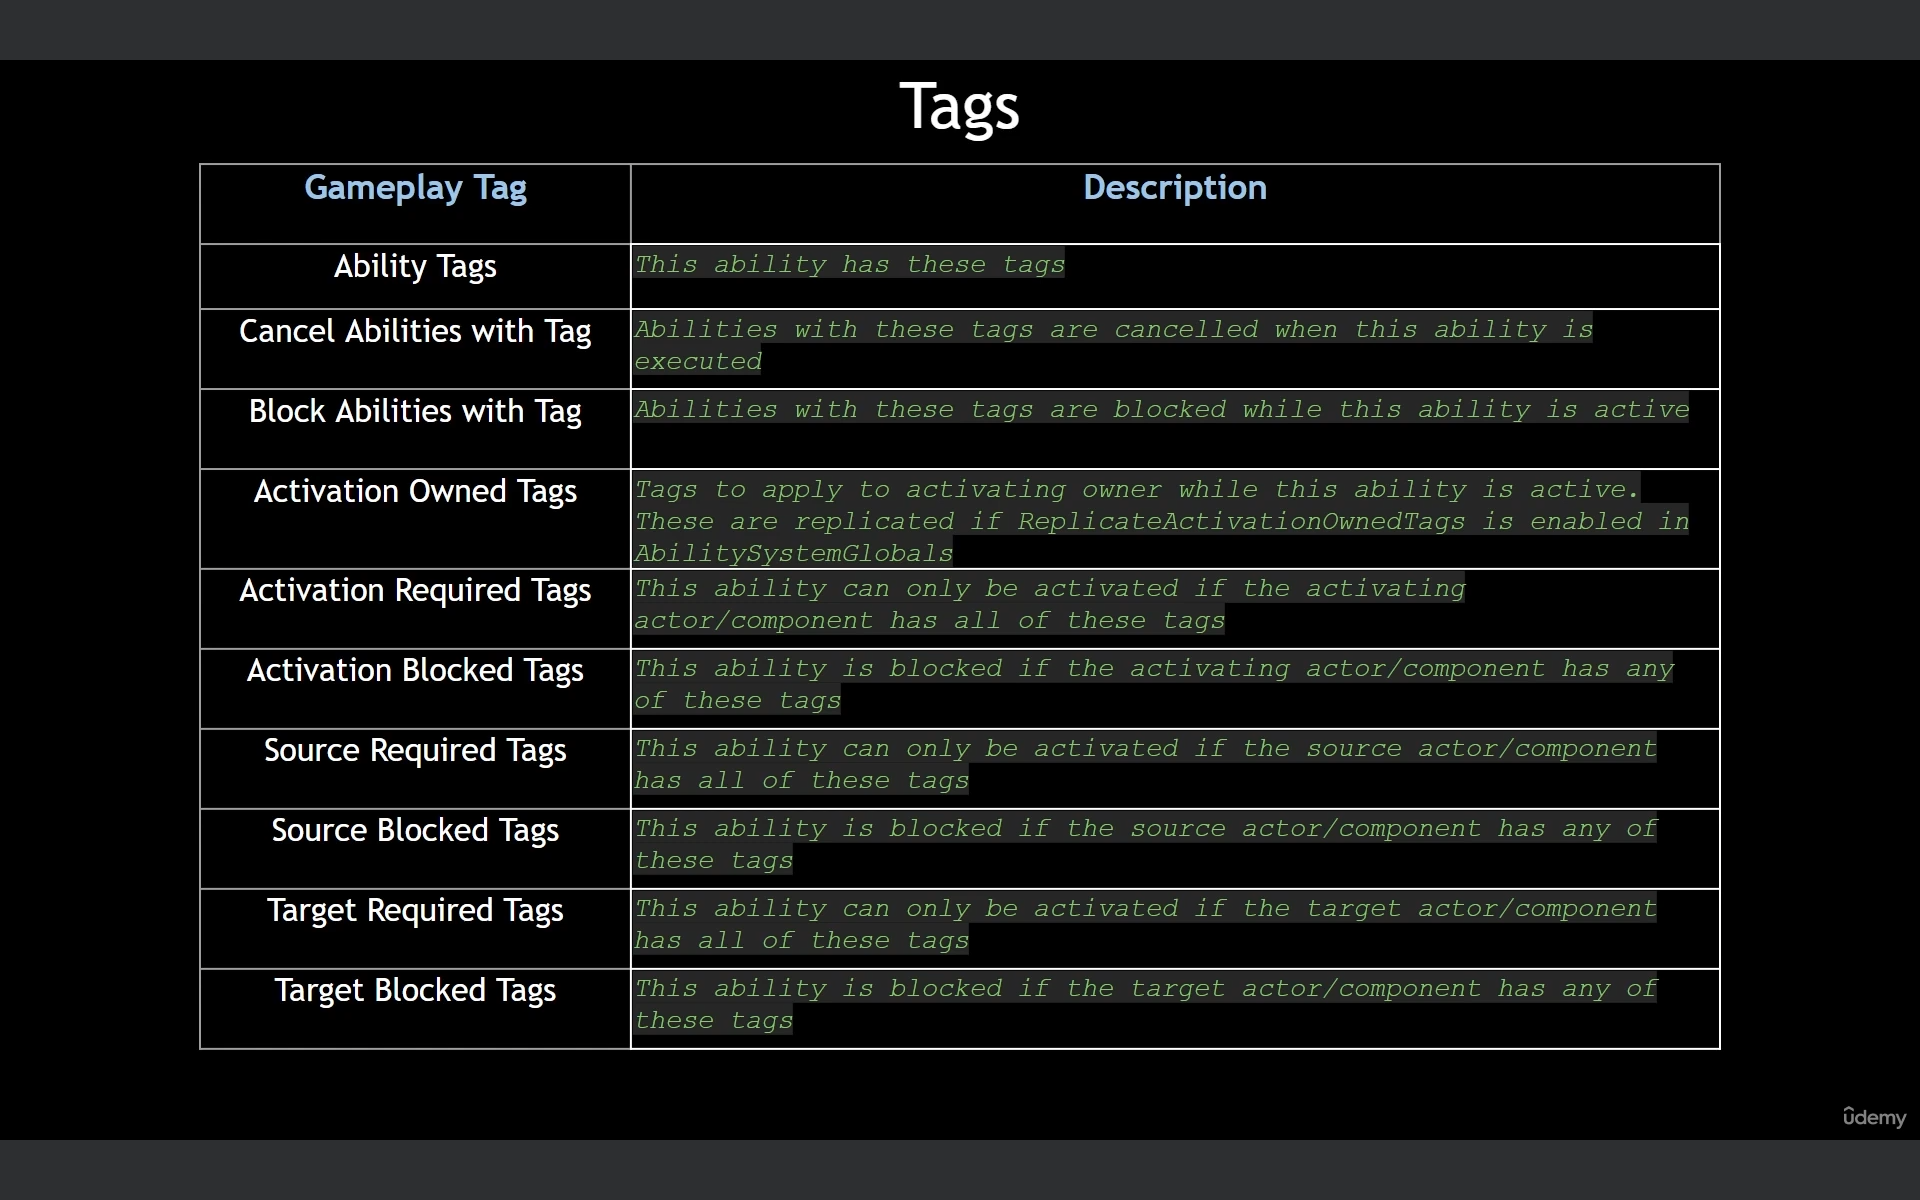 Tags
Gameplay Tag
Description
Ability Tags
This ability has these tags
Cancel Abilities with Tag
Abilities with these tags are cancelled when this ability is
executed
Block Abilities with Tag
Abilities with these tags are blocked while this ability is active
Activation Owned Tags
Tags to apply to activating owner while this ability is active.
These are replicated if ReplicateActivationOwnedTags is enabled in
AbilitySystemGlobals
Activation Required Tags
This ability can only be activated if the activating
actor/component has all of these tags
Activation Blocked Tags
This ability is blocked if the activating actor/component has any
of these tags
Source Required Tags
This ability can only be activated if the source actor/component
has all of these tags
Source Blocked Tags
This ability is blocked if the source actor/component has any of
these tags
Target Required Tags
This ability can only be activated if the target actor/component
has all of these tags
Target Blocked Tags
This ability is blocked if the target actor/component has any of
these tags
ûdemy